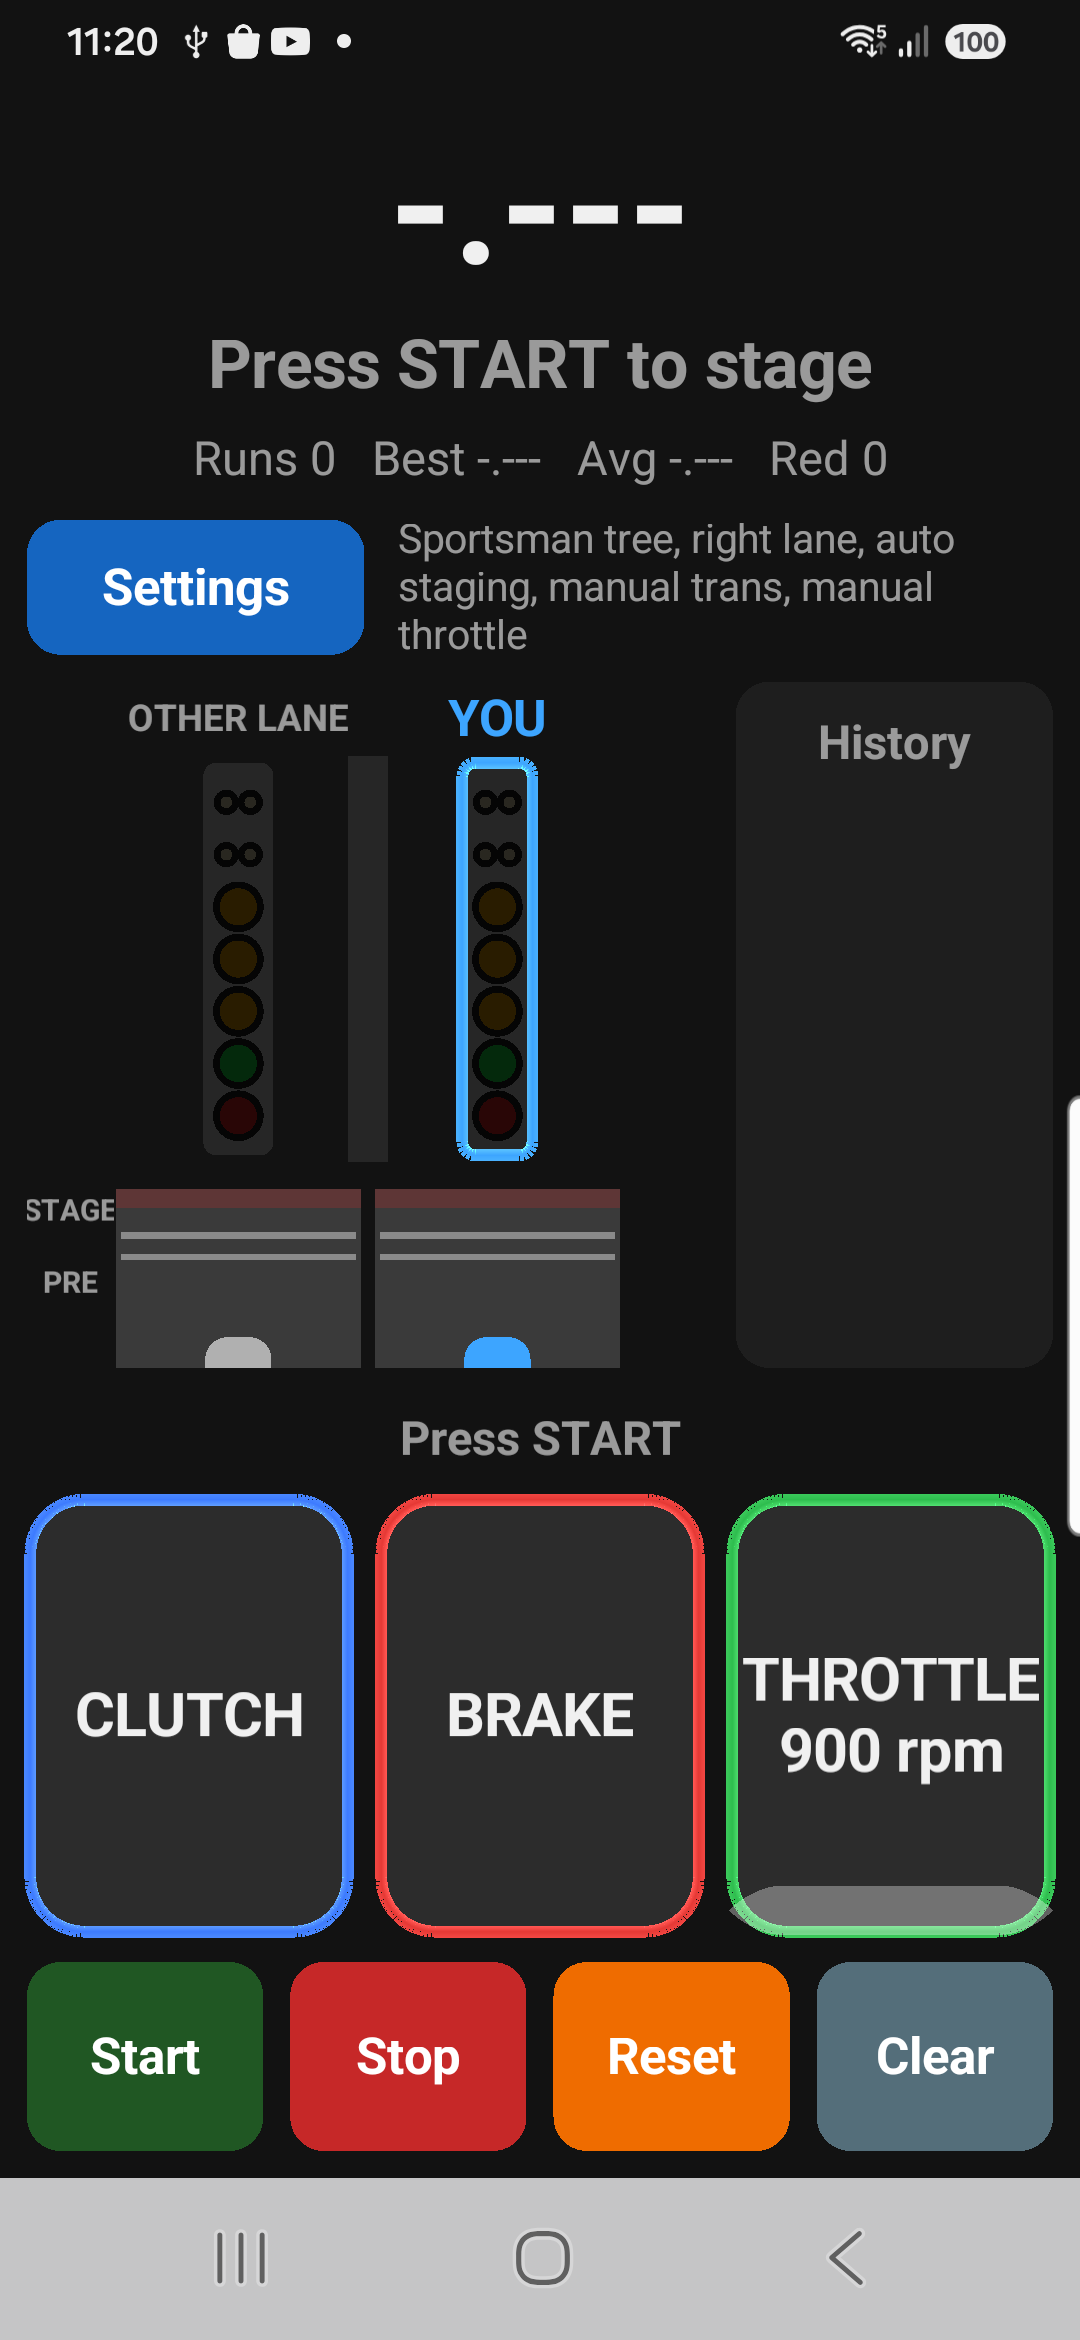 11:20
5
100
-.---
Press START to stage
Runs 0 Best -.--- Avg -.--- Red 0
Settings
Sportsman tree, right lane, auto
staging, manual trans, manual
throttle
OTHER LANE
YOU
History
STAGE
PRE
Press START
CLUTCH
BRAKE
THROTTLE
900 rpm
Start
Stop
Reset
Clear